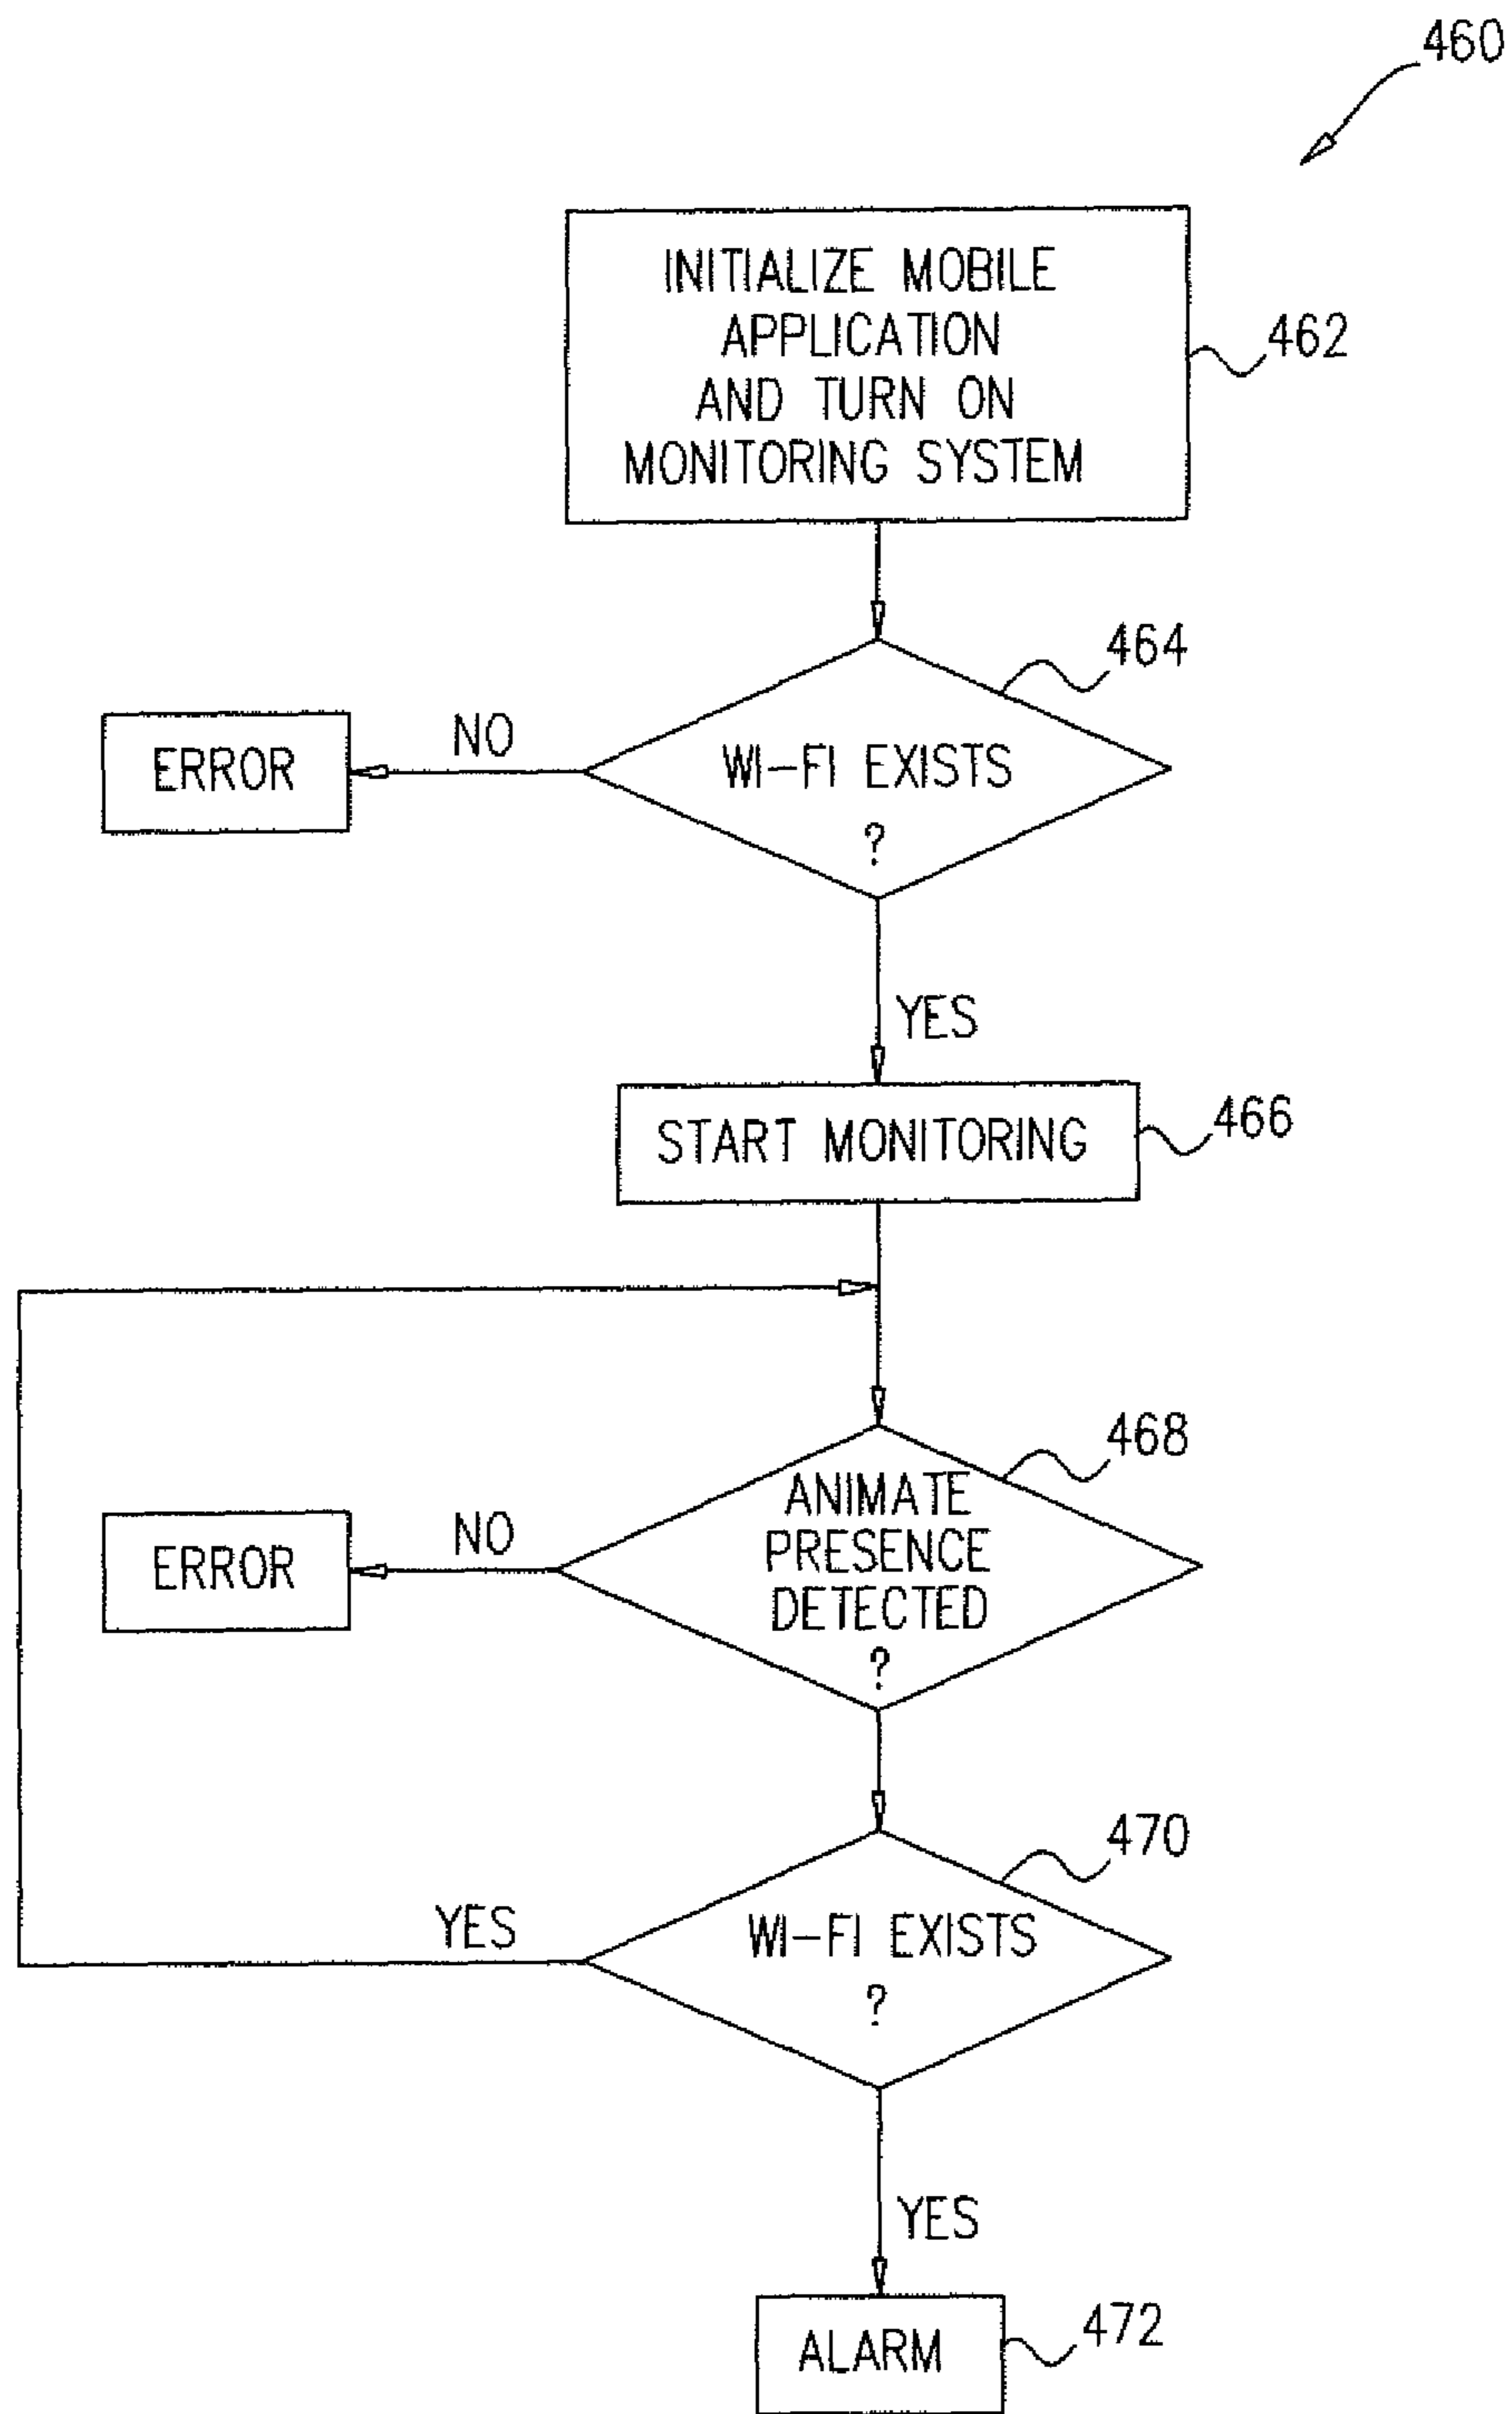 460
INITIALIZE MOBILE
APPLICATION
AND TURN ON
MONITORING SYSTEM
462
464
NO
ERROR
WI-FI EXISTS
?
YES
START MONITORING
466
468
ANIMATE
PRESENCE
DETECTED
?
NO
ERROR
470
YES
WI-FI EXISTS
?
YES
ALARM
472